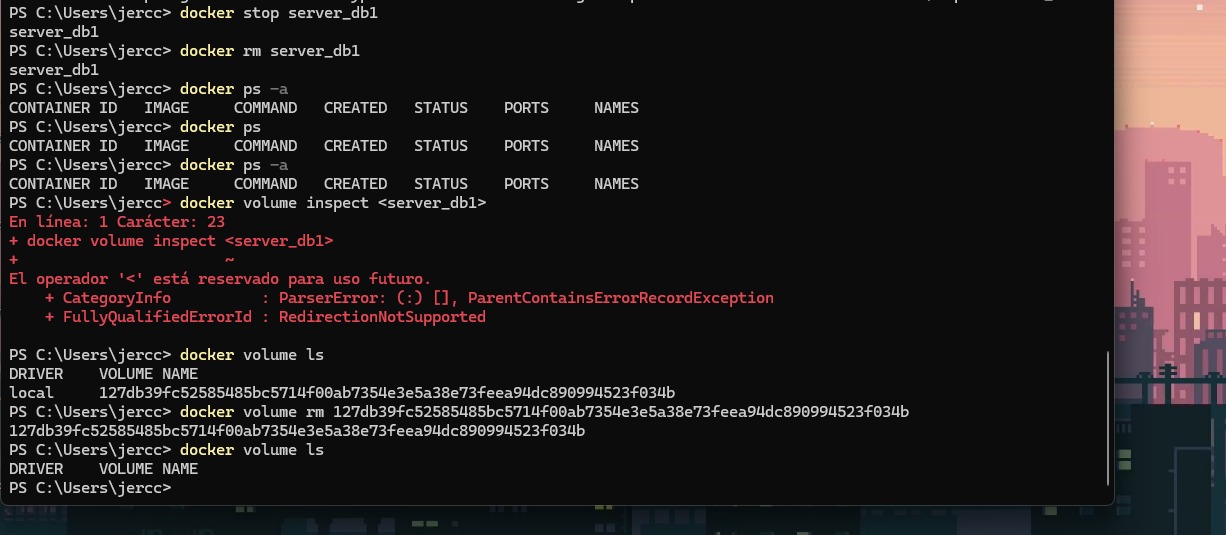 PS C:\Users\jercc> docker stop server_db1
server_db1
PS C:\Users\jercc> docker rm server_db1
server_db1
PS C:\Users\jercc> docker ps -a
CONTAINER ID   IMAGE     COMMAND   CREATED   STATUS    PORTS     NAMES
PS C:\Users\jercc> docker ps
CONTAINER ID   IMAGE     COMMAND   CREATED   STATUS    PORTS     NAMES
PS C:\Users\jercc> docker ps -a
CONTAINER ID   IMAGE     COMMAND   CREATED   STATUS    PORTS     NAMES
PS C:\Users\jercc> docker volume inspect <server_db1>
En línea: 1 Carácter: 23
+ docker volume inspect <server_db1>
+                       ~
El operador '<' está reservado para uso futuro.
    + CategoryInfo          : ParserError: (:) [], ParentContainsErrorRecordException
    + FullyQualifiedErrorId : RedirectionNotSupported

PS C:\Users\jercc> docker volume ls
DRIVER    VOLUME NAME
local     127db39fc52585485bc5714f00ab7354e3e5a38e73feea94dc890994523f034b
PS C:\Users\jercc> docker volume rm 127db39fc52585485bc5714f00ab7354e3e5a38e73feea94dc890994523f034b
127db39fc52585485bc5714f00ab7354e3e5a38e73feea94dc890994523f034b
PS C:\Users\jercc> docker volume ls
DRIVER    VOLUME NAME
PS C:\Users\jercc>